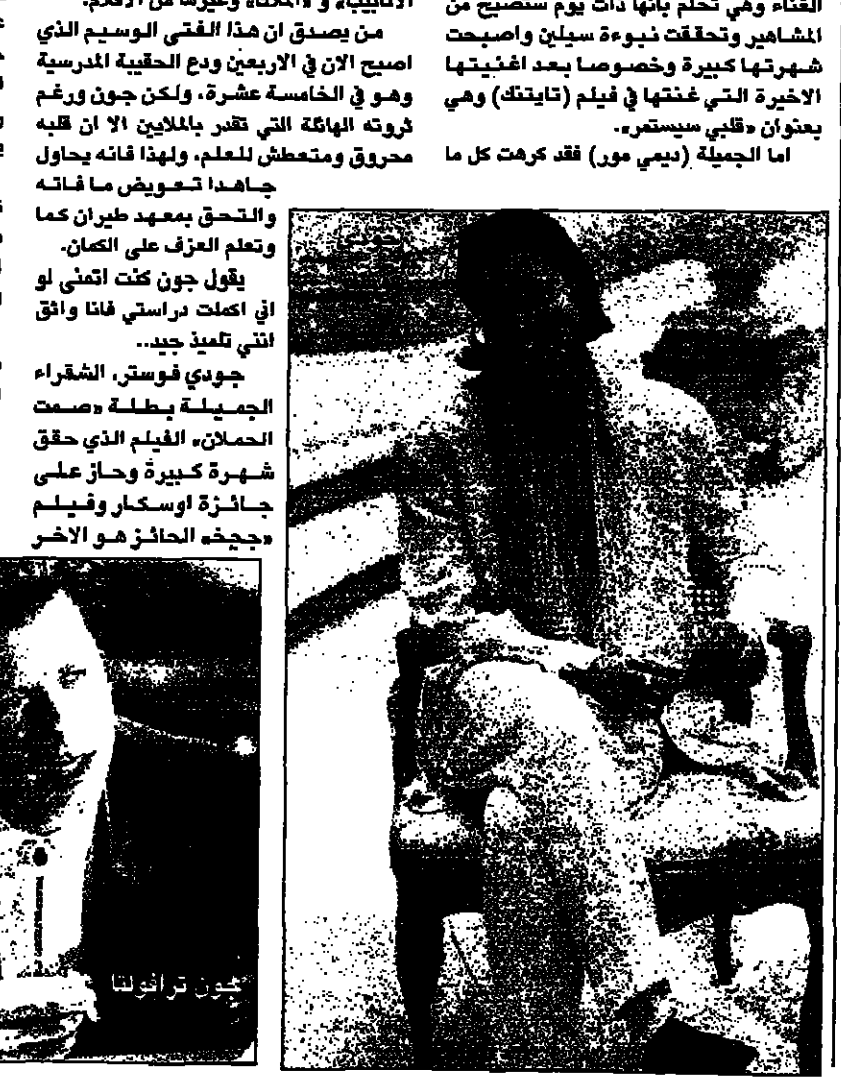 الغناء وهي تحلم بأنها ذات يوم ستصبح من
المشاهير وتحققت نبوءة سيلين واصبحت
شهرتها كبيرة وخصوصا بعد اغنيتها
الاخيرة التي غنتها في فيلم (تايتنك) وهي
بعنوان «قلبي سيستمر».
اما الجميلة (ديمي مور) فقد كرهت كل ما
وغيرها من الافلام.
من يصدق ان هذا الفتى الوسيم الذي
اصبح الان في الاربعين ودع الحقيبة المدرسية
وهو في الخامسة عشرة، ولكن جون ورغم
ثروته الهائلة التي تقدر بالملايين الا ان قلبه
محروق ومتعطش للعلم، ولهذا فانه يحاول
جاهدا تعويض ما فاته
والتحق بمعهد طيران كما
وتعلم العزف على الكمان.
يقول جون كنت اتمنى لو
اني اكملت دراستي فانا واثق
انني تلميذ جيد..
جودي فوستر، الشقراء
الجميلة بطلة «صمت
الحملان» الفيلم الذي حقق
شهرة كبيرة وحاز على
جائزة اوسكار وفيلم
الحائز هو الاخر
جون ترافولتا